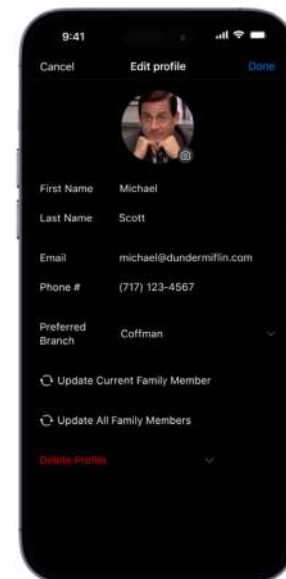 9:41
Cancel Edit profile Done
First Name Michael
Last Name Scott
Email michael@dundermiflin.com
Phone # (717) 123-4567
Preferred
Branch
Coffman
Update Current Family Member
Update All Family Members
Delete Profile